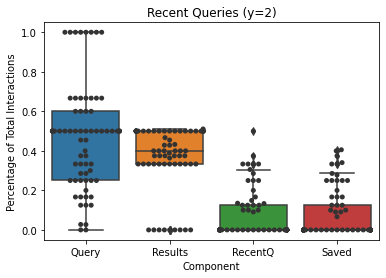 Recent Queries (y=2)
Percentage of Total Interactions
1.0
0.8
0.6
0.4
0.2
0.0
Query Results RecentQ Saved
Component